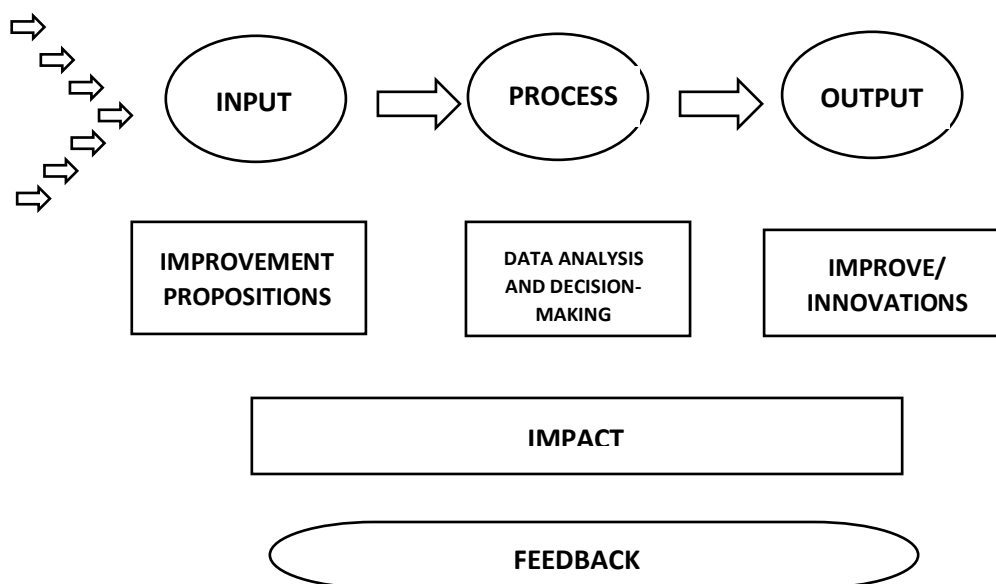 INPUT
PROCESS
OUTPUT
IMPROVEMENT
PROPOSITIONS
DATA ANALYSIS
AND DECISION-
MAKING
IMPROVE/
INNOVATIONS
IMPACT
FEEDBACK